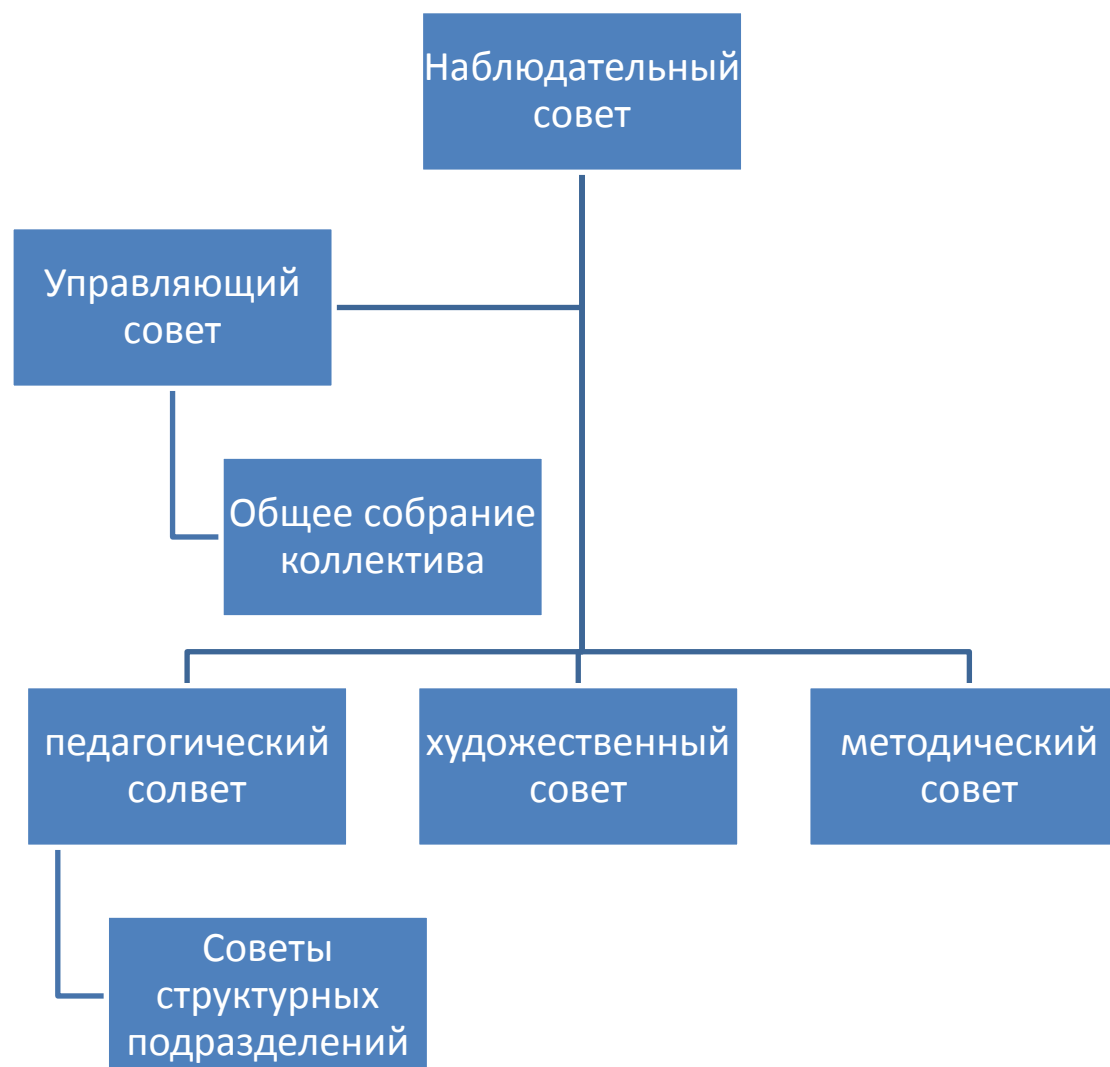 Наблюдательный
совет
Управляющий
совет
Общее собрание
коллектива
педагогический
солвет
художественный
совет
методический
совет
Советы
структурных
подразделений